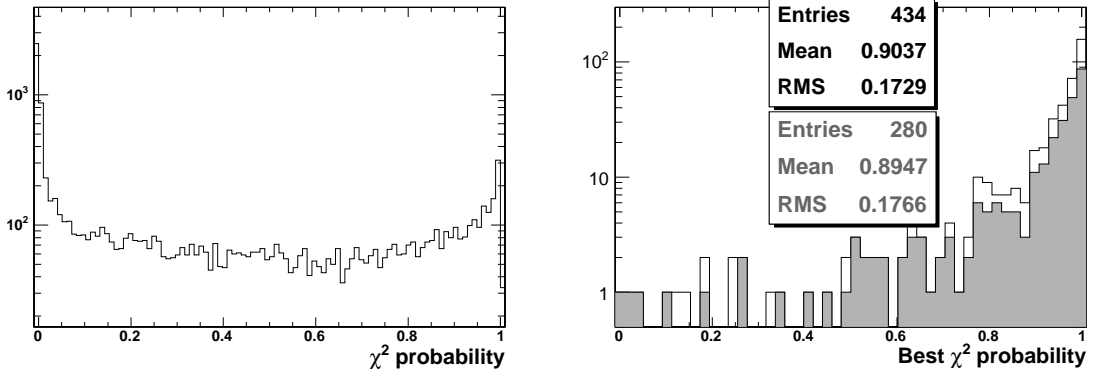 10³
10²
0 0.2 0.4 0.6 0.8 1
χ² probability
Entries 434
Mean 0.9037
RMS 0.1729
Entries 280
Mean 0.8947
RMS 0.1766
10²
10
1
0 0.2 0.4 0.6 0.8 1
Best χ² probability